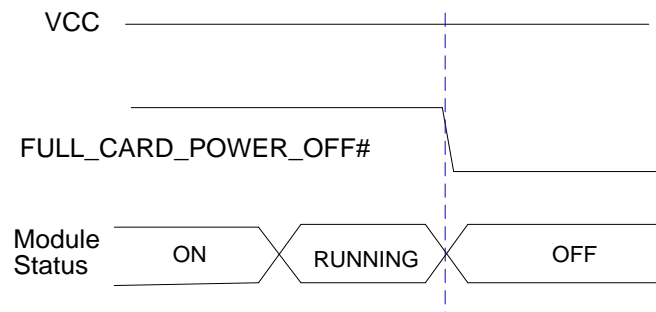 VCC
FULL_CARD_POWER_OFF#
Module
Status
ON
RUNNING
OFF